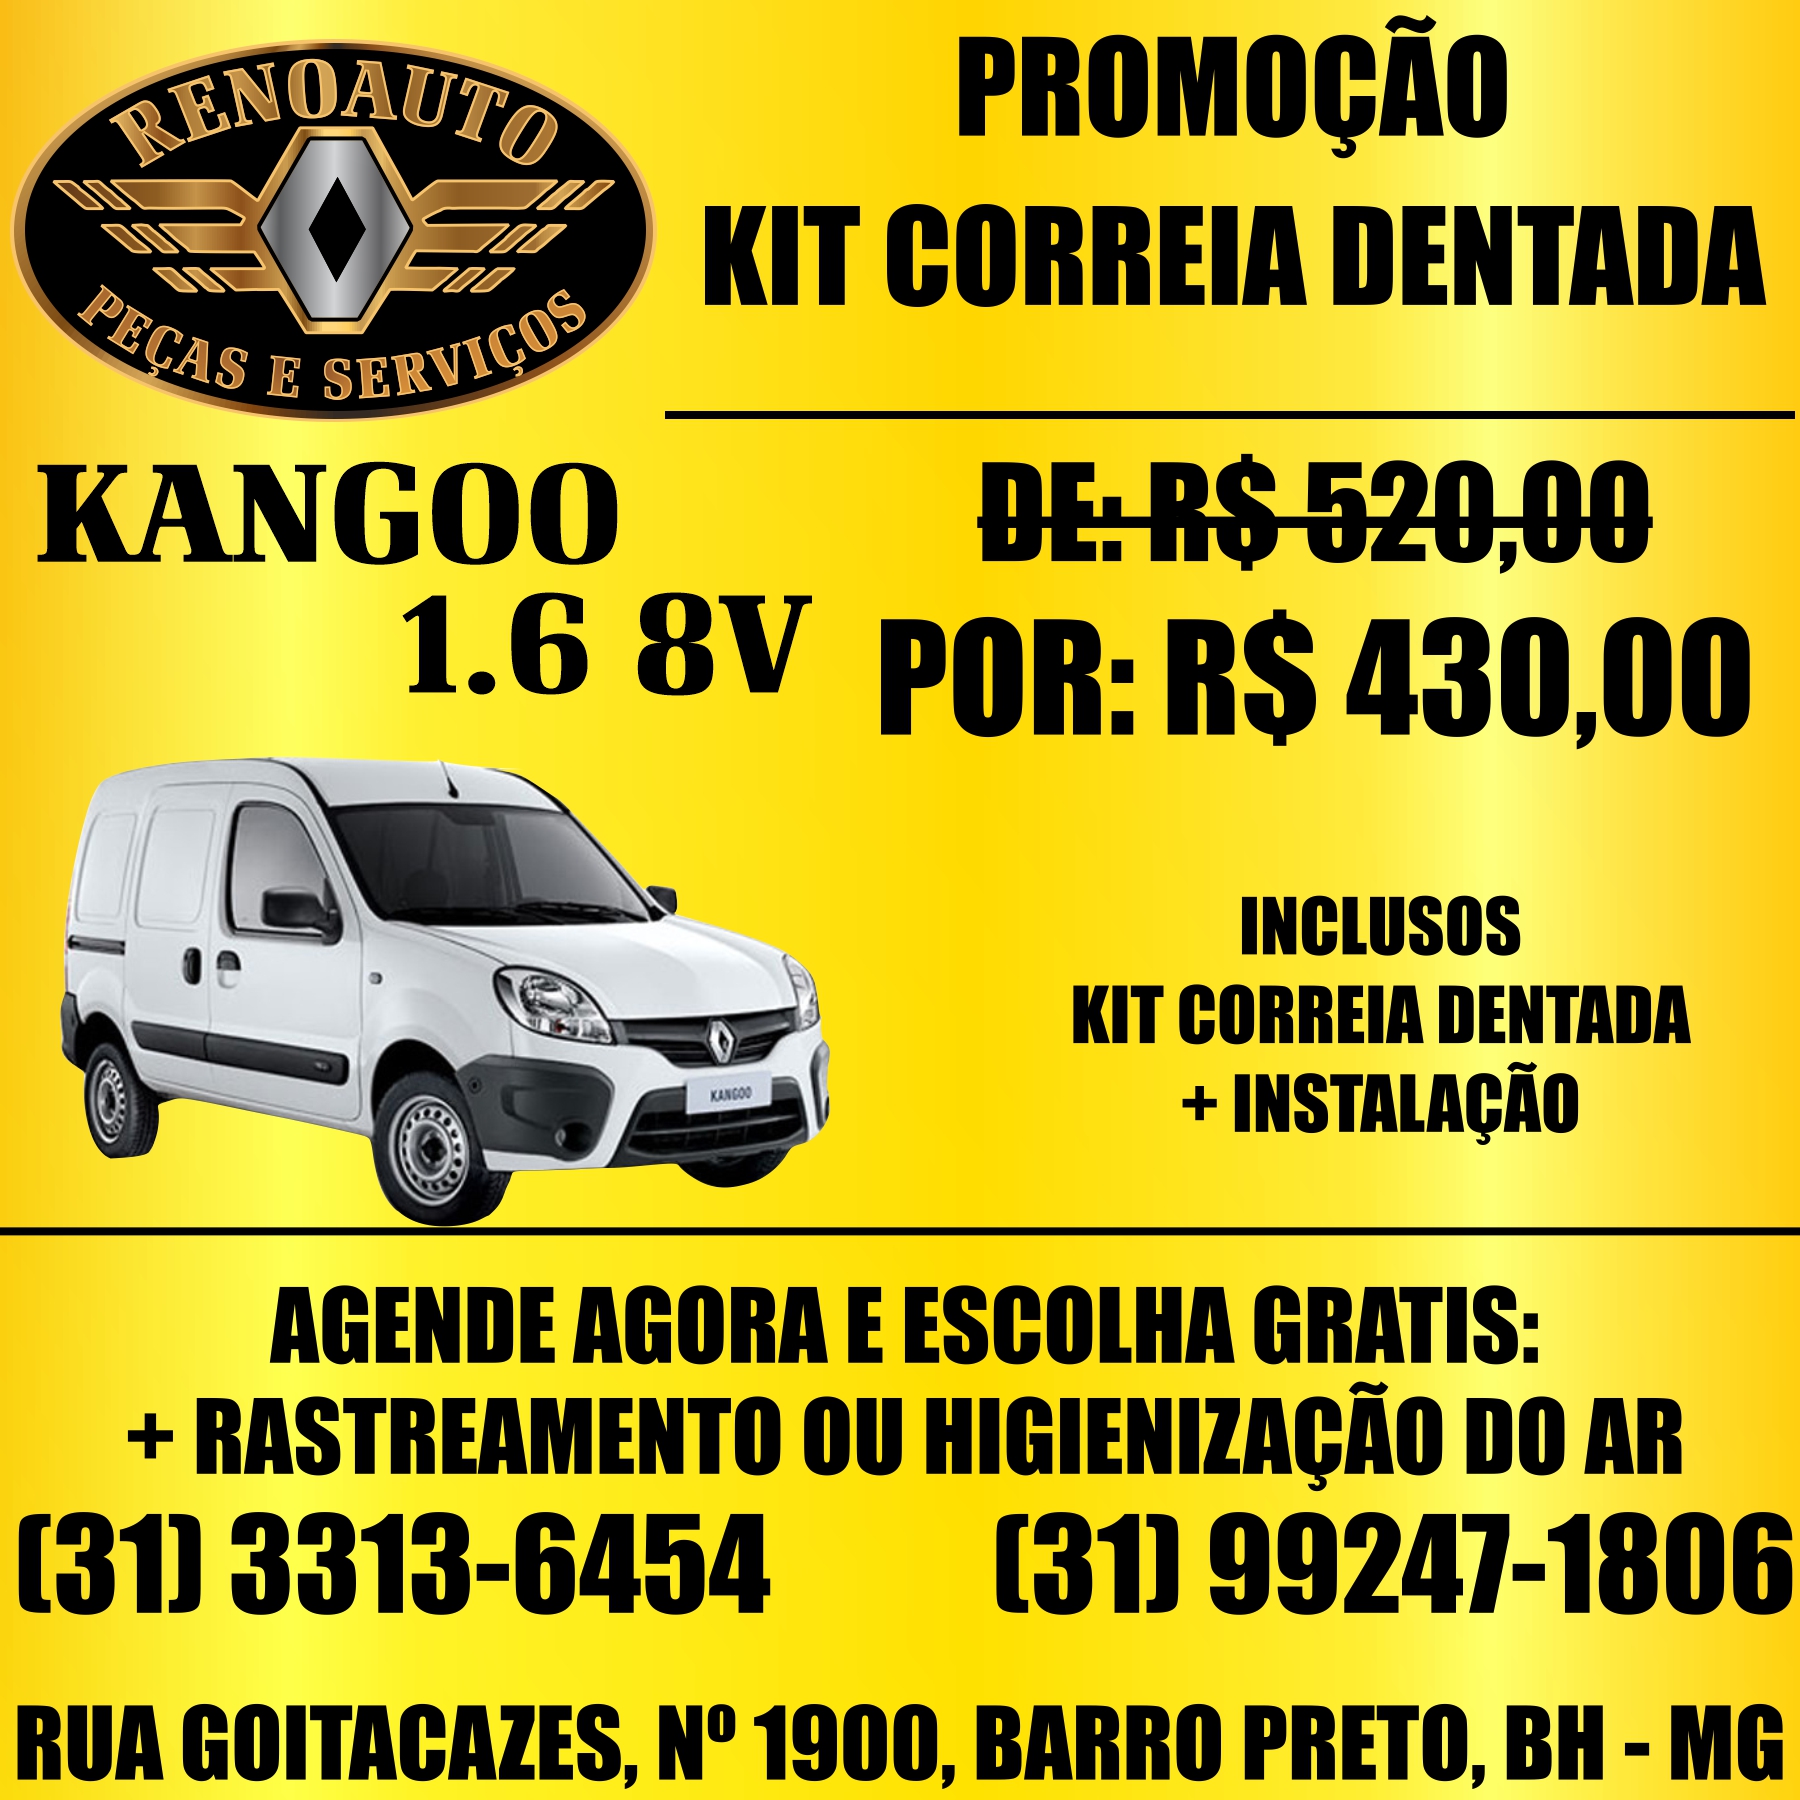 RENOAUTO
PEÇAS E SERVIÇOS
PROMOÇÃO
KIT CORREIA DENTADA
KANGOO
1.6 8V
DE: R$ 520,00
POR: R$ 430,00
KANGOO
INCLUSOS
KIT CORREIA DENTADA
+ INSTALAÇÃO
AGENDE AGORA E ESCOLHA GRATIS:
+ RASTREAMENTO OU HIGIENIZAÇÃO DO AR
(31) 3313-6454
(31) 99247-1806
RUA GOITACAZES, Nº 1900, BARRO PRETO, BH - MG